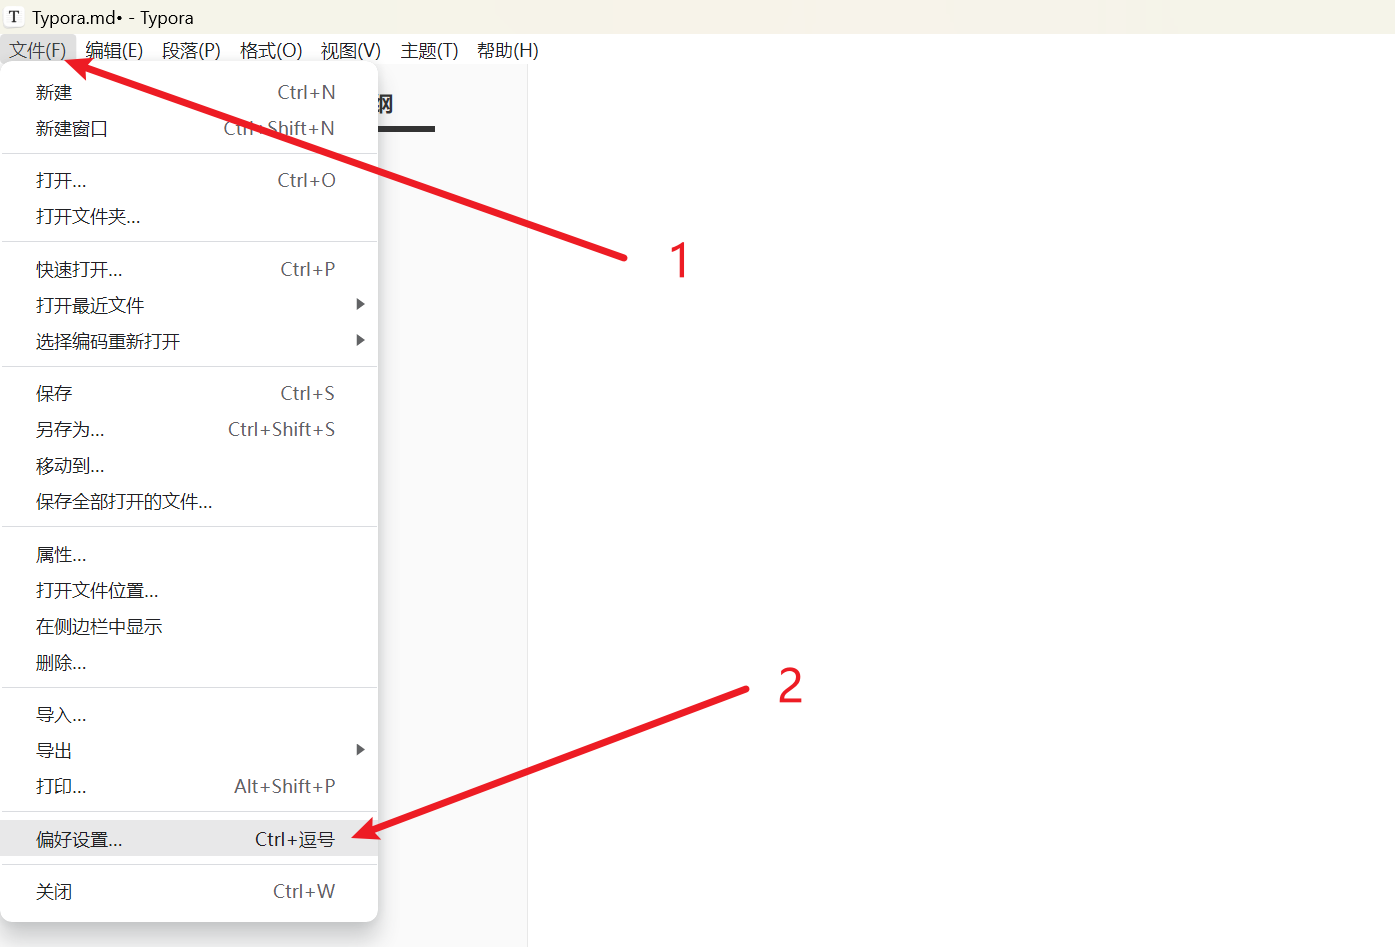 T Typora.md• - Typora
文件(F) 编辑(E) 段落(P) 格式(O) 视图(V) 主题(T) 帮助(H)
新建 Ctrl+N
纲
新建窗口 Ctrl+Shift+N
打开... Ctrl+O
打开文件夹...
1
快速打开... Ctrl+P
打开最近文件
选择编码重新打开
保存 Ctrl+S
另存为... Ctrl+Shift+S
移动到...
保存全部打开的文件...
属性...
打开文件位置...
在侧边栏中显示
删除...
2
导入...
导出
打印... Alt+Shift+P
偏好设置... Ctrl+逗号
关闭 Ctrl+W